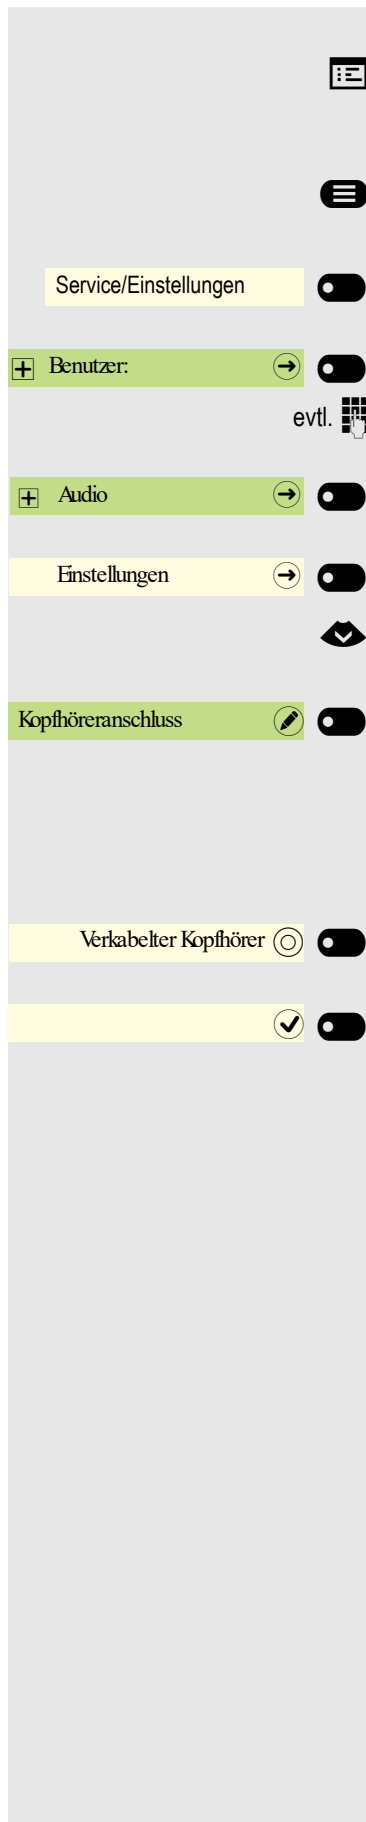 Service/Einstellungen
Benutzer:
evtl.
Audio
Einstellungen
Kopfhöreranschluss
Verkabelter Kopfhörer